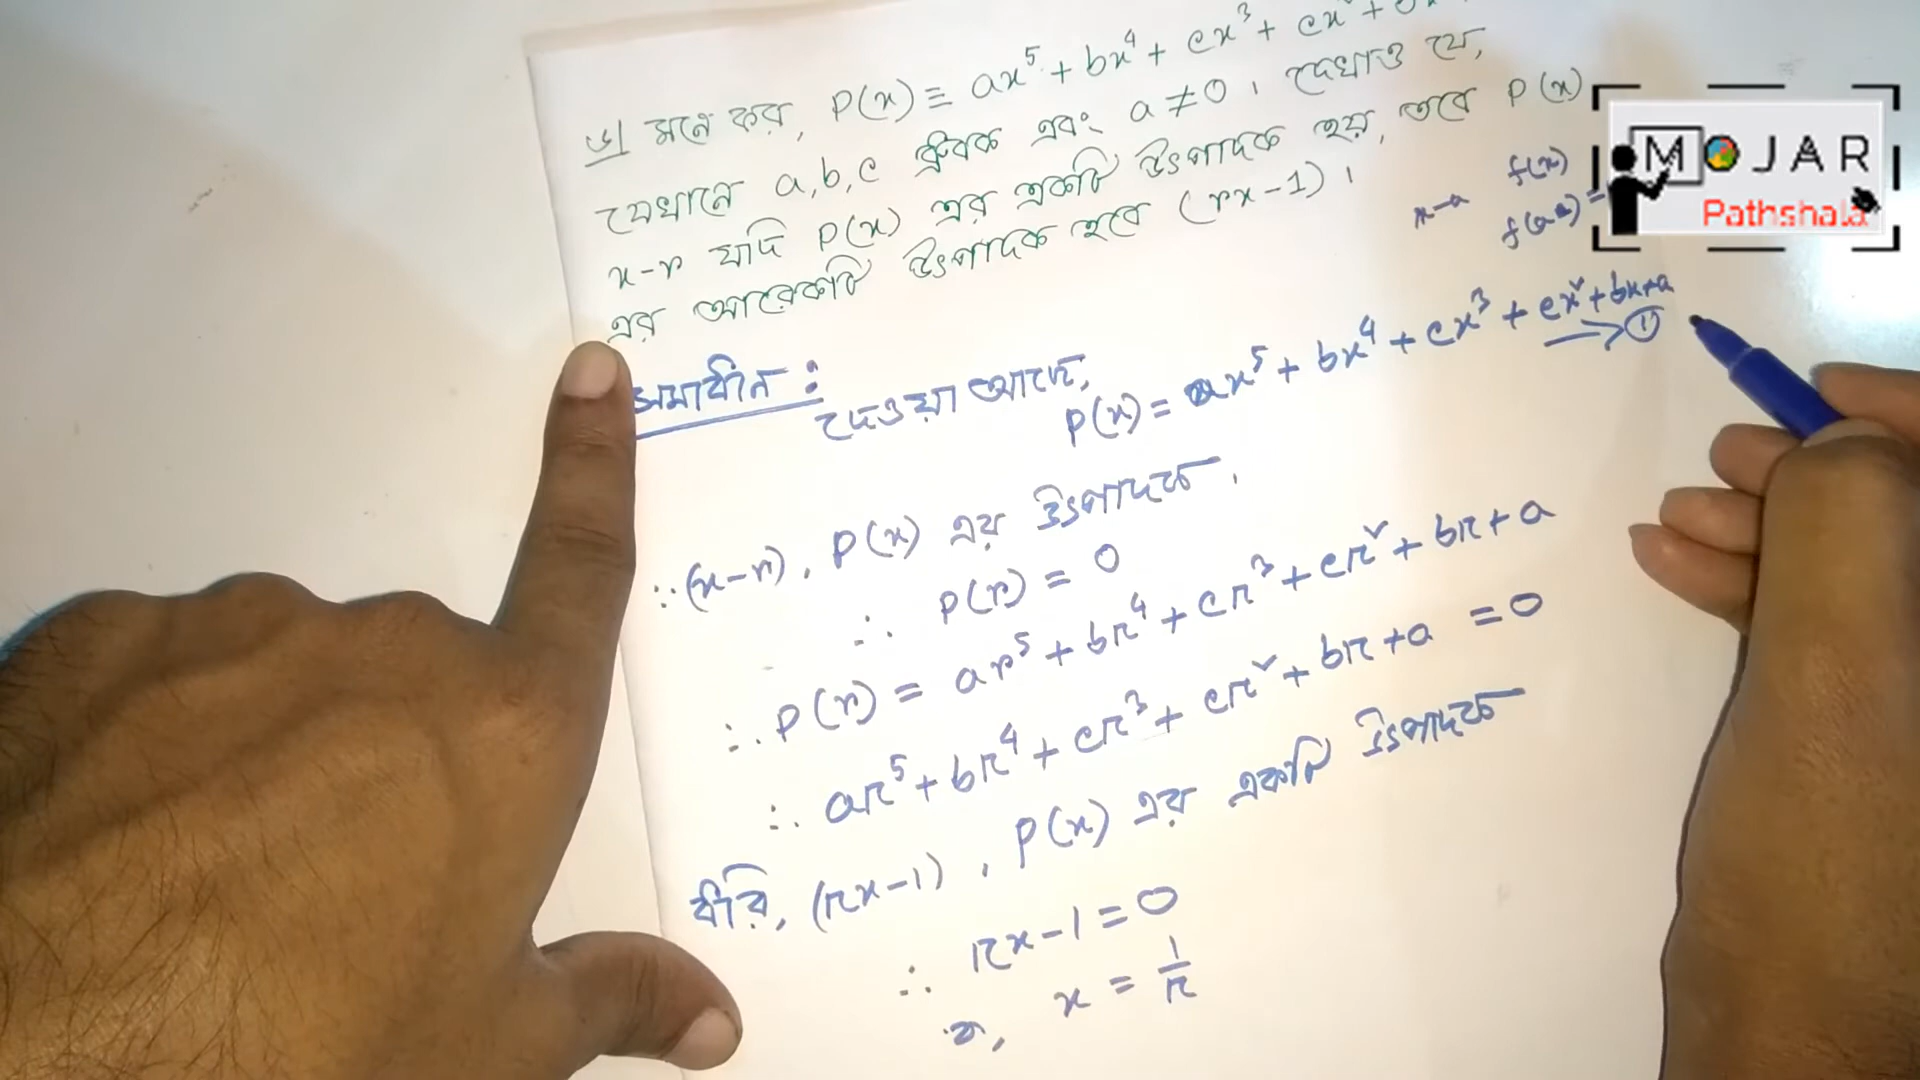 ৬| মনে কর, P(x) ≡ ax⁵ + bx⁴ + cx³ + cx² + bx
যেখানে a, b, c ধ্রুবক এবং a ≠ 0। দেখাও যে,
x-r যদি P(x) এর একটি উৎপাদক হয়, তবে P(x)
এর আরেকটি উৎপাদক হবে (rx-1)।
x-a f(x)
f(a) =
MOJAR
Pathshala
সমাধান :
দেওয়া আছে,
P(x) = ax⁵ + bx⁴ + cx³ + cx² + bx+a
→ ①
∵ (x-r), P(x) এর উৎপাদক.
∴ P(r) = 0
∴ P(r) = ar⁵ + br⁴ + cr³ + cr² + br + a
∴ ar⁵ + br⁴ + cr³ + cr² + br + a = 0
ধরি, (rx-1), P(x) এর একটি উৎপাদক
∴ rx-1 = 0
বা, x = 1/r